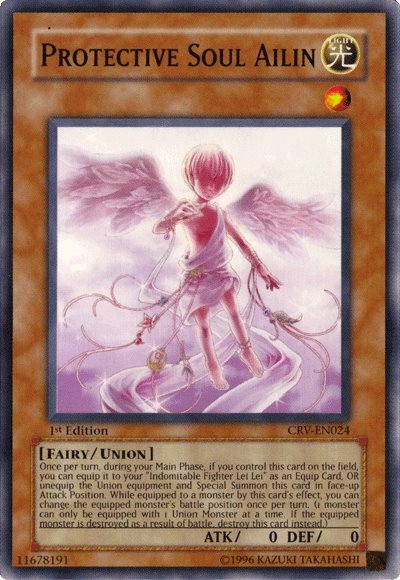 PROTECTIVE SOUL AILIN
LIGHT
光
1st Edition
CRV-EN024
[FAIRY/UNION]
Once per turn, during your Main Phase, if you control this card on the field,
you can equip it to your "Indomitable Fighter Lei Lei" as an Equip Card, OR
unequip the Union equipment and Special Summon this card in face-up
Attack Position. While equipped to a monster by this card's effect, you can
change the equipped monster's battle position once per turn. (1 monster
can only be equipped with 1 Union Monster at a time. If the equipped
monster is destroyed as a result of battle, destroy this card instead.)
ATK/ 0 DEF/ 0
11678191
©1996 KAZUKI TAKAHASHI